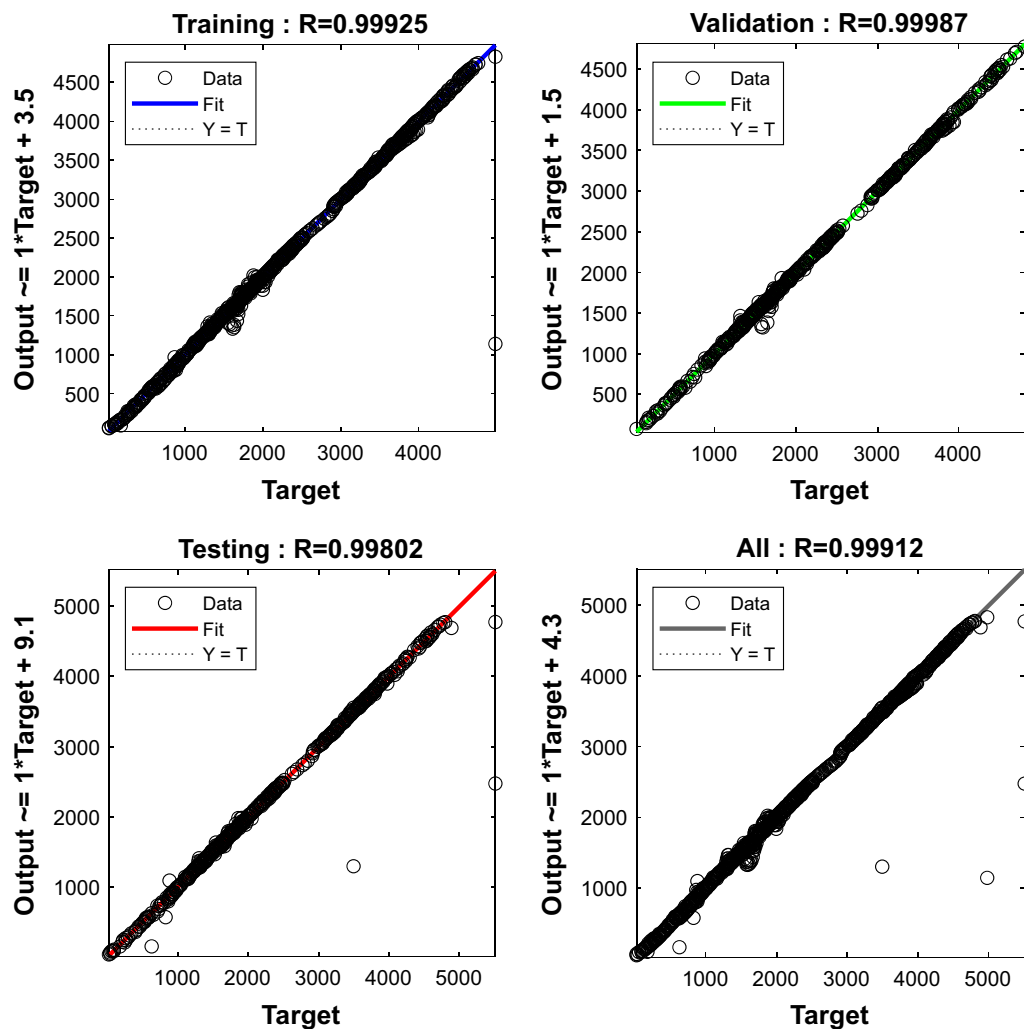 Training : R=0.99925
Output ~= 1*Target + 3.5
4500
4000
3500
3000
2500
2000
1500
1000
500
Data
Fit
Y = T
1000 2000 3000 4000
Target
Validation : R=0.99987
Output ~= 1*Target + 1.5
4500
4000
3500
3000
2500
2000
1500
1000
500
Data
Fit
Y = T
1000 2000 3000 4000
Target
Testing : R=0.99802
Output ~= 1*Target + 9.1
5000
4000
3000
2000
1000
Data
Fit
Y = T
1000 2000 3000 4000 5000
Target
All : R=0.99912
Output ~= 1*Target + 4.3
5000
4000
3000
2000
1000
Data
Fit
Y = T
1000 2000 3000 4000 5000
Target